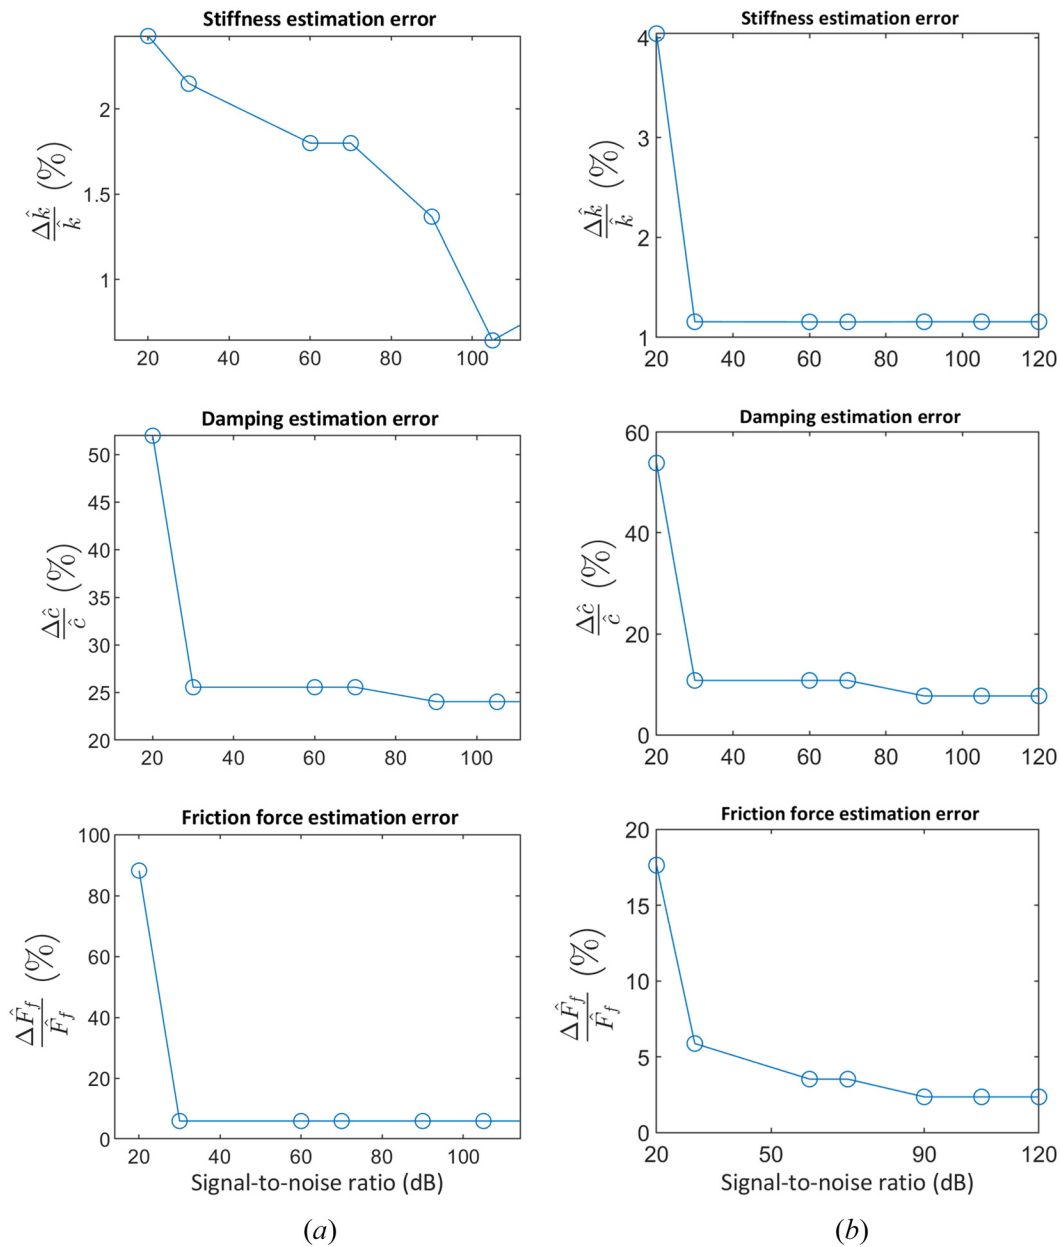 Stiffness estimation error
2
1.5
1
Δk̂/k̂ (%)
20 40 60 80 100
Stiffness estimation error
4
3
2
1
Δk̂/k̂ (%)
20 40 60 80 100 120
Damping estimation error
50
45
40
35
30
25
20
Δĉ/ĉ (%)
20 40 60 80 100
Damping estimation error
60
40
20
0
Δĉ/ĉ (%)
20 40 60 80 100 120
Friction force estimation error
100
80
60
40
20
0
ΔF̂f/F̂f (%)
20 40 60 80 100
Signal-to-noise ratio (dB)
(a)
Friction force estimation error
20
15
10
5
0
ΔF̂f/F̂f (%)
20 50 90 120
Signal-to-noise ratio (dB)
(b)